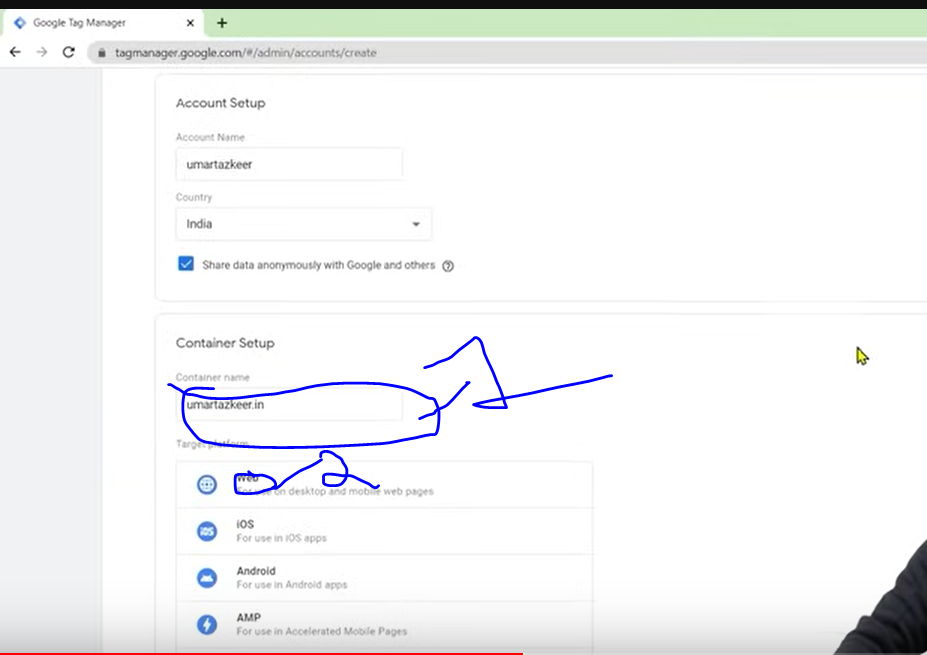 Google Tag Manager
tagmanager.google.com/#/admin/accounts/create
Account Setup
Account Name
umartazkeer
Country
India
Share data anonymously with Google and others
Container Setup
Container name
umartazkeer.in
Target platform
2
Web
For use on desktop and mobile web pages
iOS
iOS
For use in iOS apps
Android
For use in Android apps
AMP
For use in Accelerated Mobile Pages